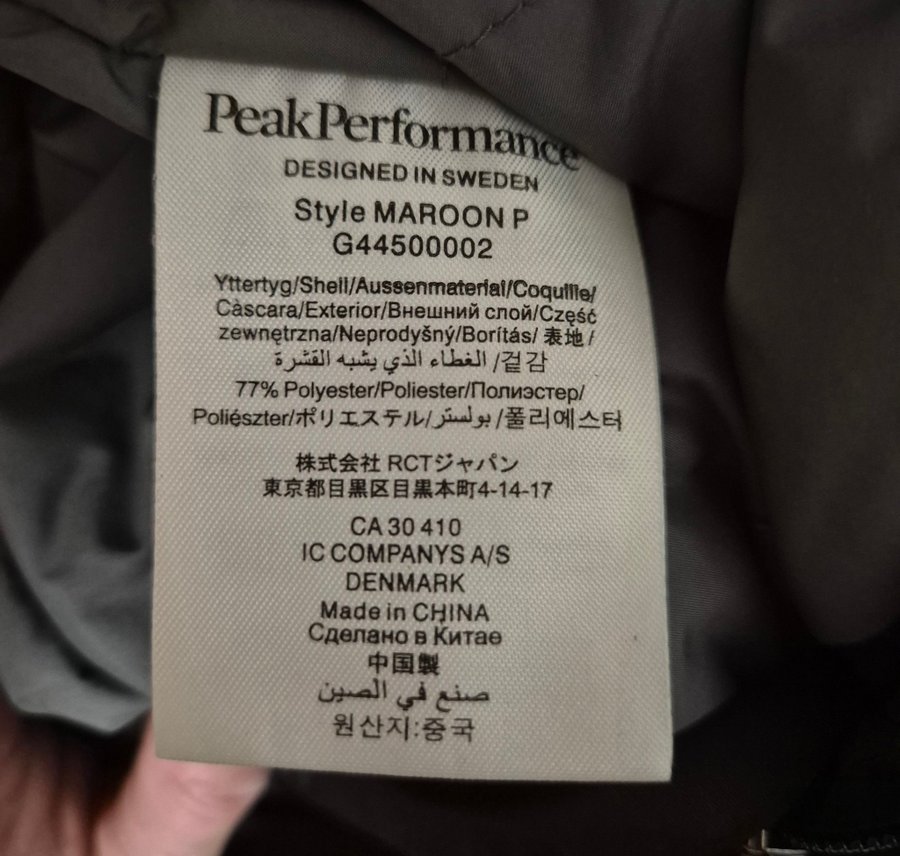 PeakPerformance
DESIGNED IN SWEDEN
Style MAROON P
G44500002
Yttertyg/Shell/Aussenmaterial/Coquille/
Càscara/Exterior/Внешний слой/Część
zewnętrzna/Neprodyšný/Borítás/ 表地/
겉감/ الغطاء الذي يشبه القشرة
77% Polyester/Poliester/Полиэстер/
Poliészter/ポリエステル/بولستر/폴리에스터
株式会社 RCTジャパン
東京都目黒区目黒本町4-14-17
CA 30 410
IC COMPANYS A/S
DENMARK
Made in CHINA
Сделано в Китае
中国製
صنع في الصين
원산지:중국